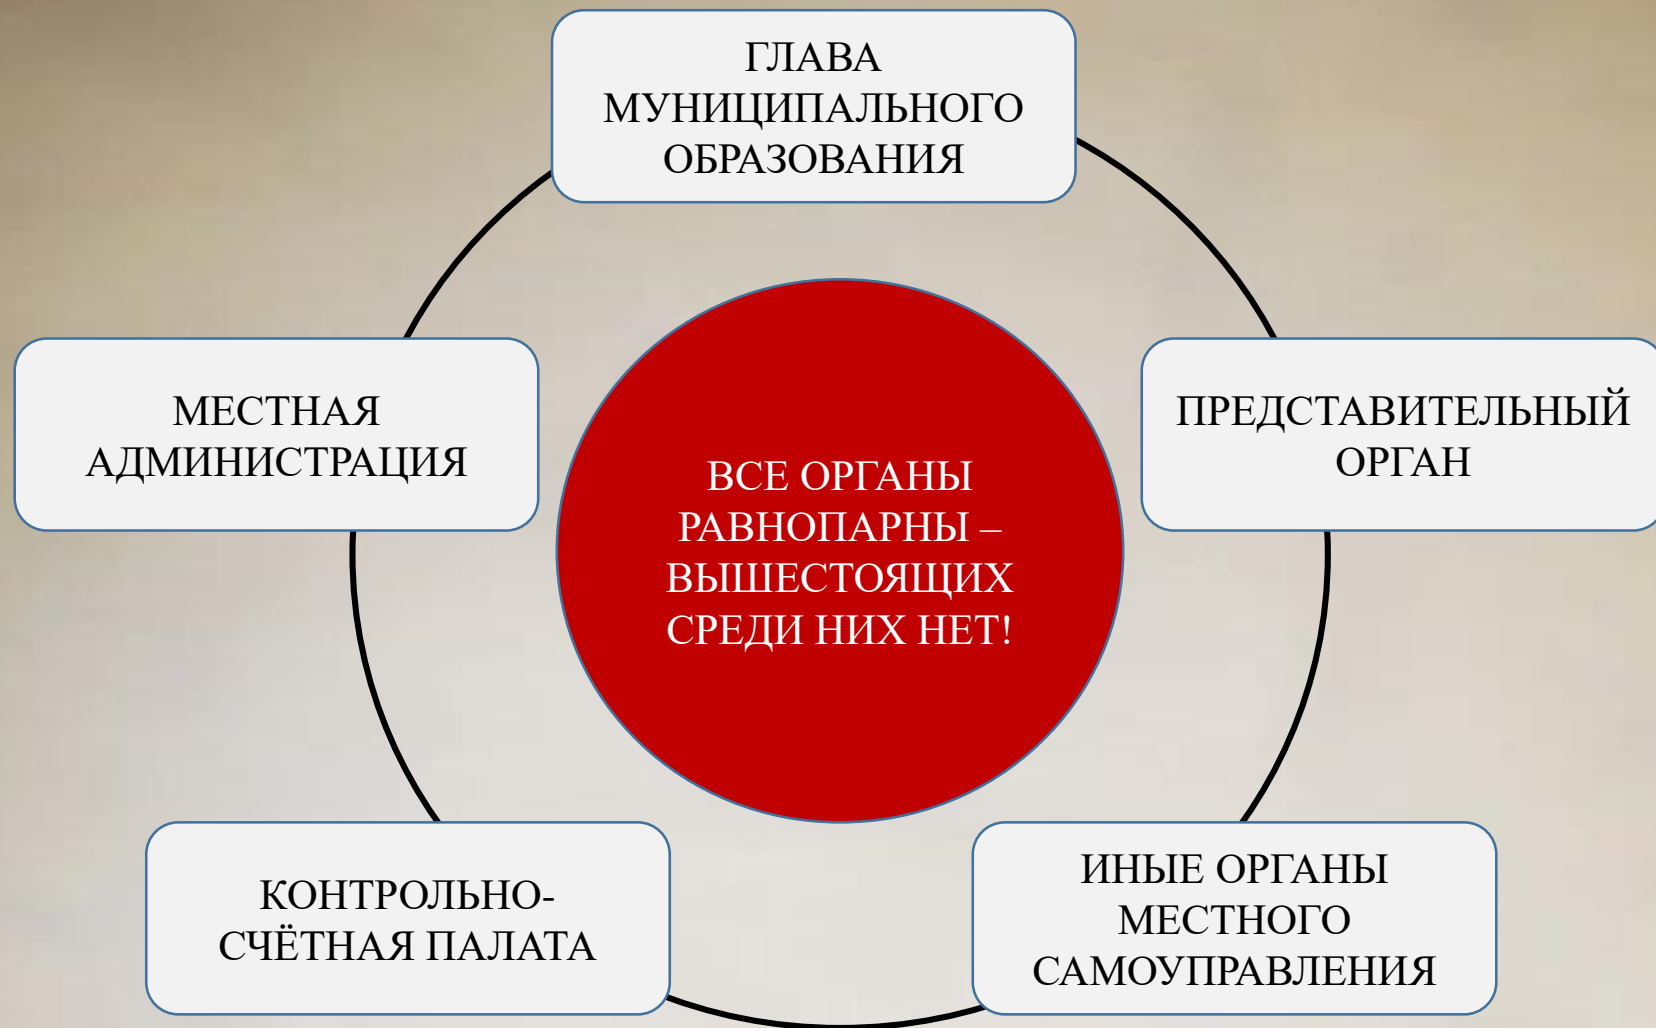 ГЛАВА
МУНИЦИПАЛЬНОГО
ОБРАЗОВАНИЯ
МЕСТНАЯ
АДМИНИСТРАЦИЯ
ПРЕДСТАВИТЕЛЬНЫЙ
ОРГАН
ВСЕ ОРГАНЫ
РАВНОПАРНЫ –
ВЫШЕСТОЯЩИХ
СРЕДИ НИХ НЕТ!
КОНТРОЛЬНО-
СЧЁТНАЯ ПАЛАТА
ИНЫЕ ОРГАНЫ
МЕСТНОГО
САМОУПРАВЛЕНИЯ